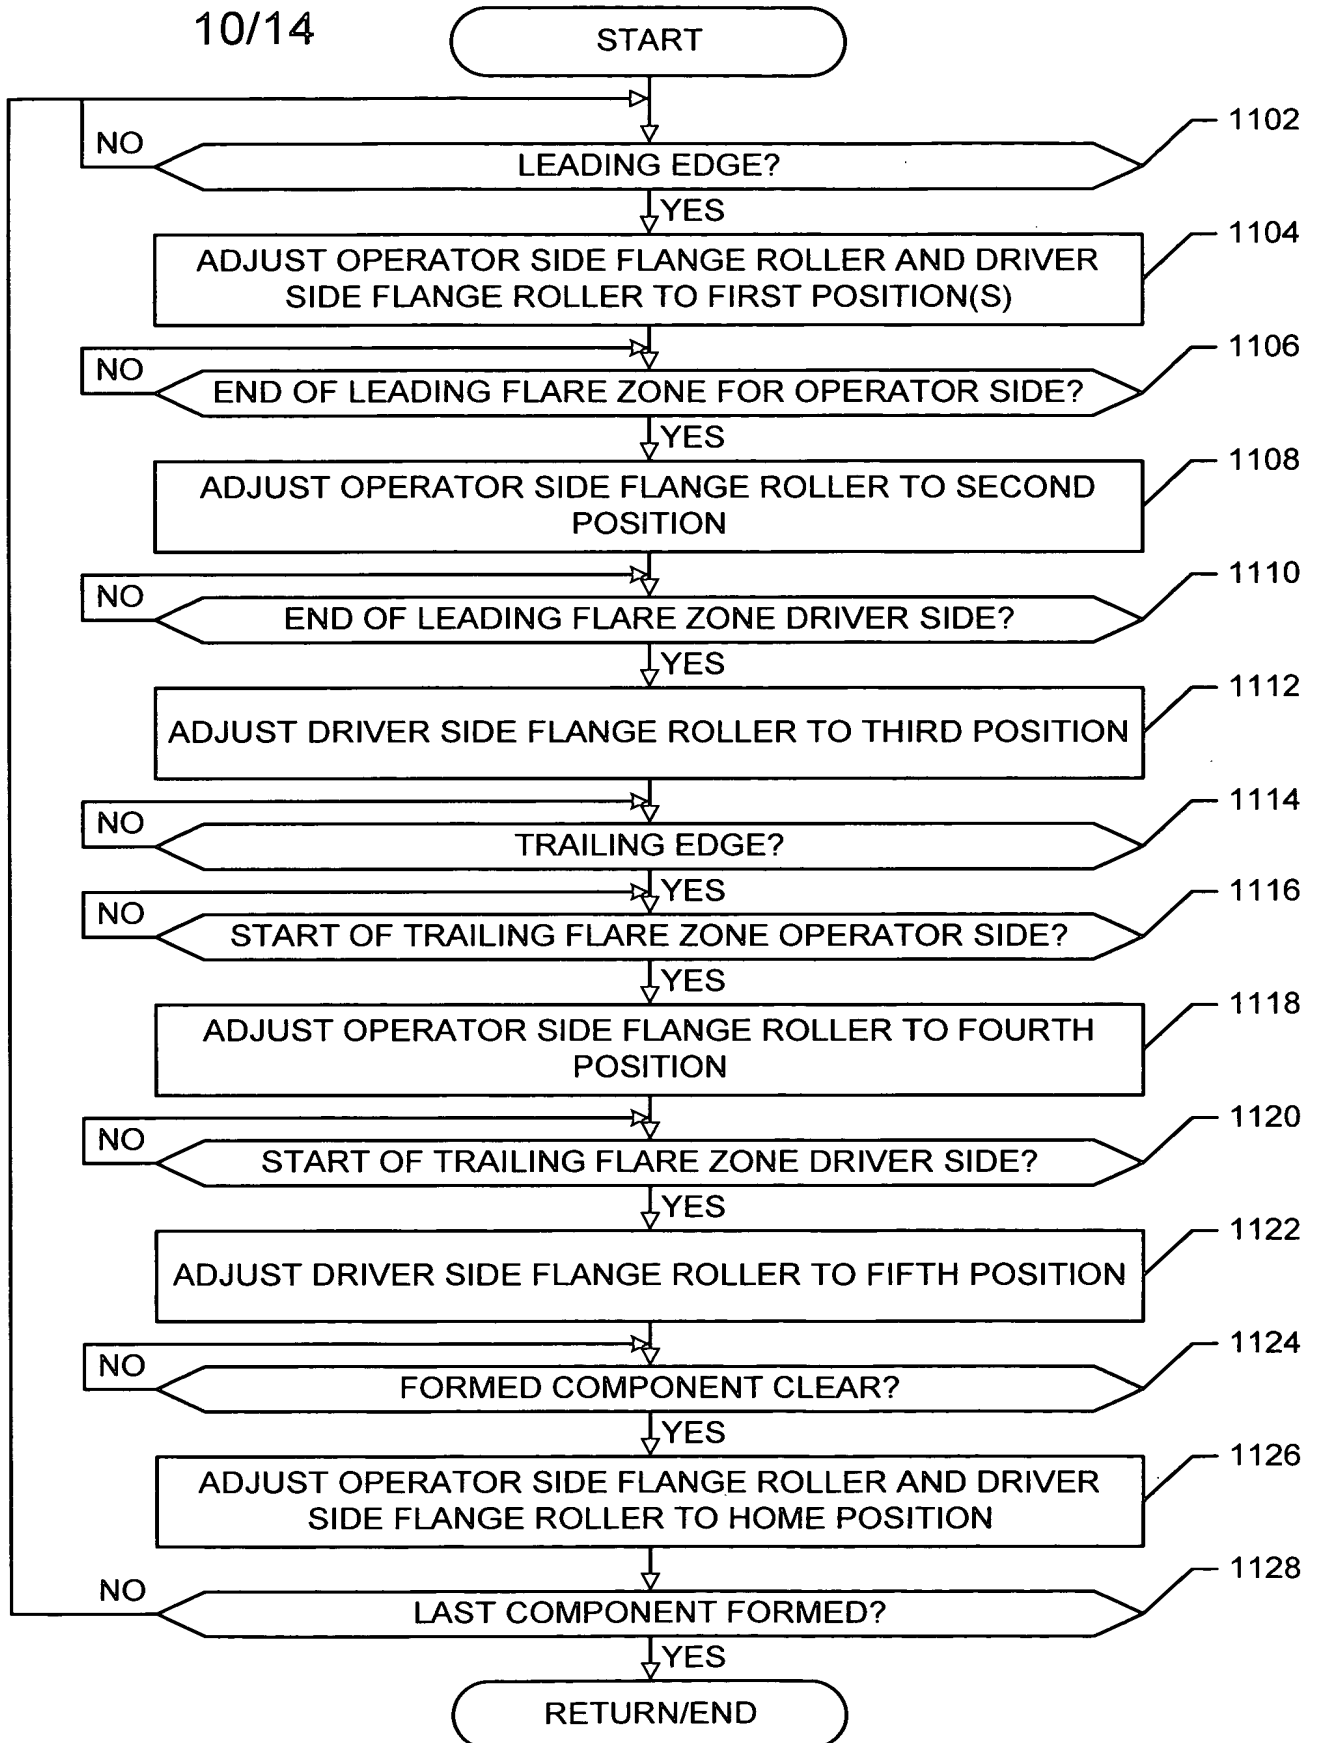 10/14
START
NO
LEADING EDGE?
1102
YES
ADJUST OPERATOR SIDE FLANGE ROLLER AND DRIVER
SIDE FLANGE ROLLER TO FIRST POSITION(S)
1104
NO
END OF LEADING FLARE ZONE FOR OPERATOR SIDE?
1106
YES
ADJUST OPERATOR SIDE FLANGE ROLLER TO SECOND
POSITION
1108
NO
END OF LEADING FLARE ZONE DRIVER SIDE?
1110
YES
ADJUST DRIVER SIDE FLANGE ROLLER TO THIRD POSITION
1112
NO
TRAILING EDGE?
1114
YES
NO
START OF TRAILING FLARE ZONE OPERATOR SIDE?
1116
YES
ADJUST OPERATOR SIDE FLANGE ROLLER TO FOURTH
POSITION
1118
NO
START OF TRAILING FLARE ZONE DRIVER SIDE?
1120
YES
ADJUST DRIVER SIDE FLANGE ROLLER TO FIFTH POSITION
1122
NO
FORMED COMPONENT CLEAR?
1124
YES
ADJUST OPERATOR SIDE FLANGE ROLLER AND DRIVER
SIDE FLANGE ROLLER TO HOME POSITION
1126
NO
LAST COMPONENT FORMED?
1128
YES
RETURN/END